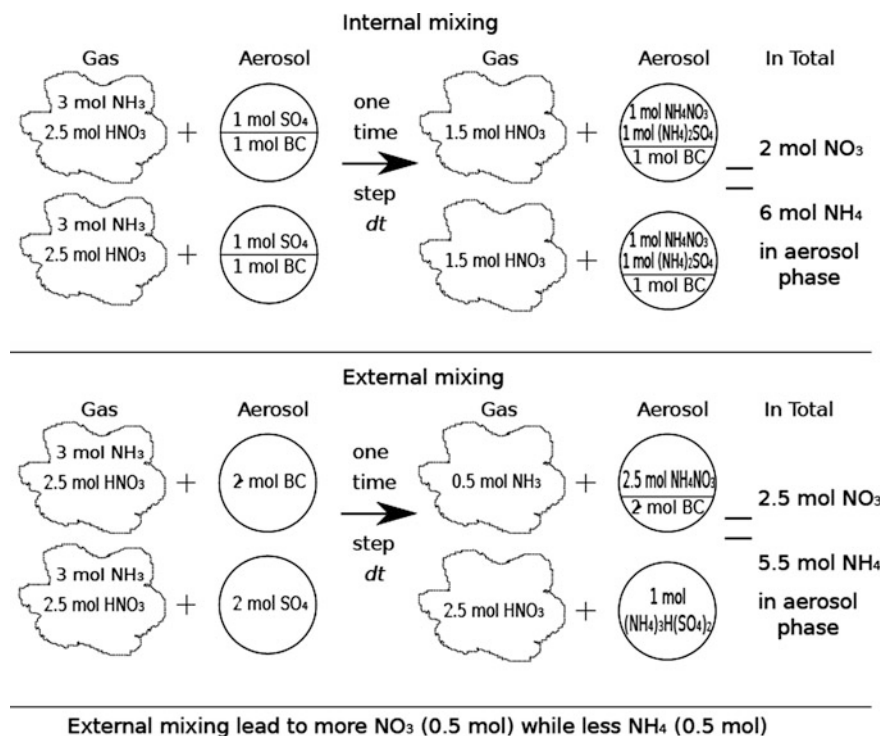 Internal mixing
Gas Aerosol Gas Aerosol In Total
3 mol NH₃
2.5 mol HNO₃
+
1 mol SO₄
1 mol BC
one
time
step
dt
1.5 mol HNO₃
+
1 mol NH₄NO₃
1 mol (NH₄)₂SO₄
1 mol BC
3 mol NH₃
2.5 mol HNO₃
+
1 mol SO₄
1 mol BC
1.5 mol HNO₃
+
1 mol NH₄NO₃
1 mol (NH₄)₂SO₄
1 mol BC
=
2 mol NO₃
6 mol NH₄
in aerosol
phase
External mixing
Gas Aerosol Gas Aerosol In Total
3 mol NH₃
2.5 mol HNO₃
+
2 mol BC
one
time
step
dt
0.5 mol NH₃
+
2.5 mol NH₄NO₃
2 mol BC
3 mol NH₃
2.5 mol HNO₃
+
2 mol SO₄
2.5 mol HNO₃
+
1 mol
(NH₄)₃H(SO₄)₂
=
2.5 mol NO₃
5.5 mol NH₄
in aerosol
phase
External mixing lead to more NO₃ (0.5 mol) while less NH₄ (0.5 mol)